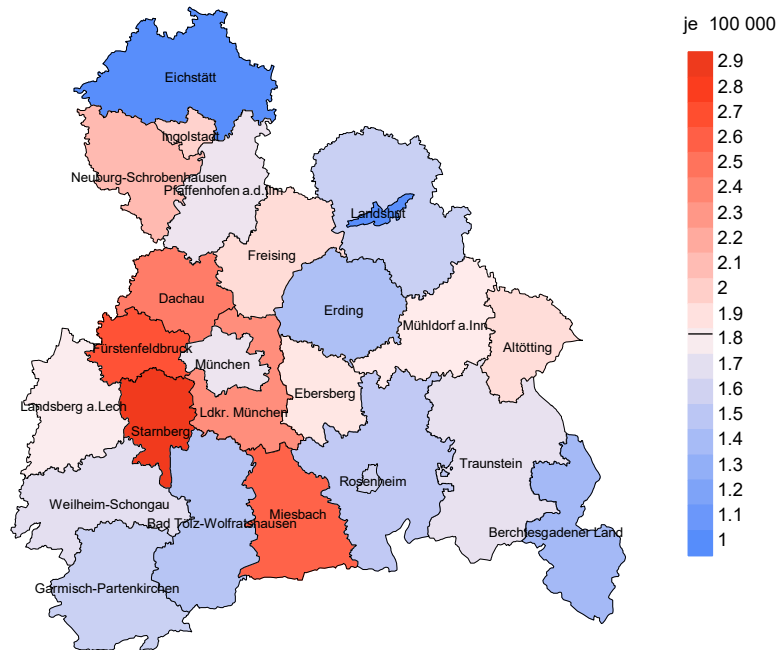 je 100 000
Eichstätt
Ingolstadt
Neuburg-Schrobenhausen
Pfaffenhofen a.d.Ilm
Landshut
Freising
Dachau
Erding
Mühldorf a.Inn
Altötting
Fürstenfeldbruck
München
Ebersberg
Landsberg a.Lech
Ldkr. München
Starnberg
Traunstein
Rosenheim
Weilheim-Schongau
Miesbach
Bad Tölz-Wolfratshausen
Berchtesgadener Land
Garmisch-Partenkirchen
2.9
2.8
2.7
2.6
2.5
2.4
2.3
2.2
2.1
2
1.9
1.8
1.7
1.6
1.5
1.4
1.3
1.2
1.1
1